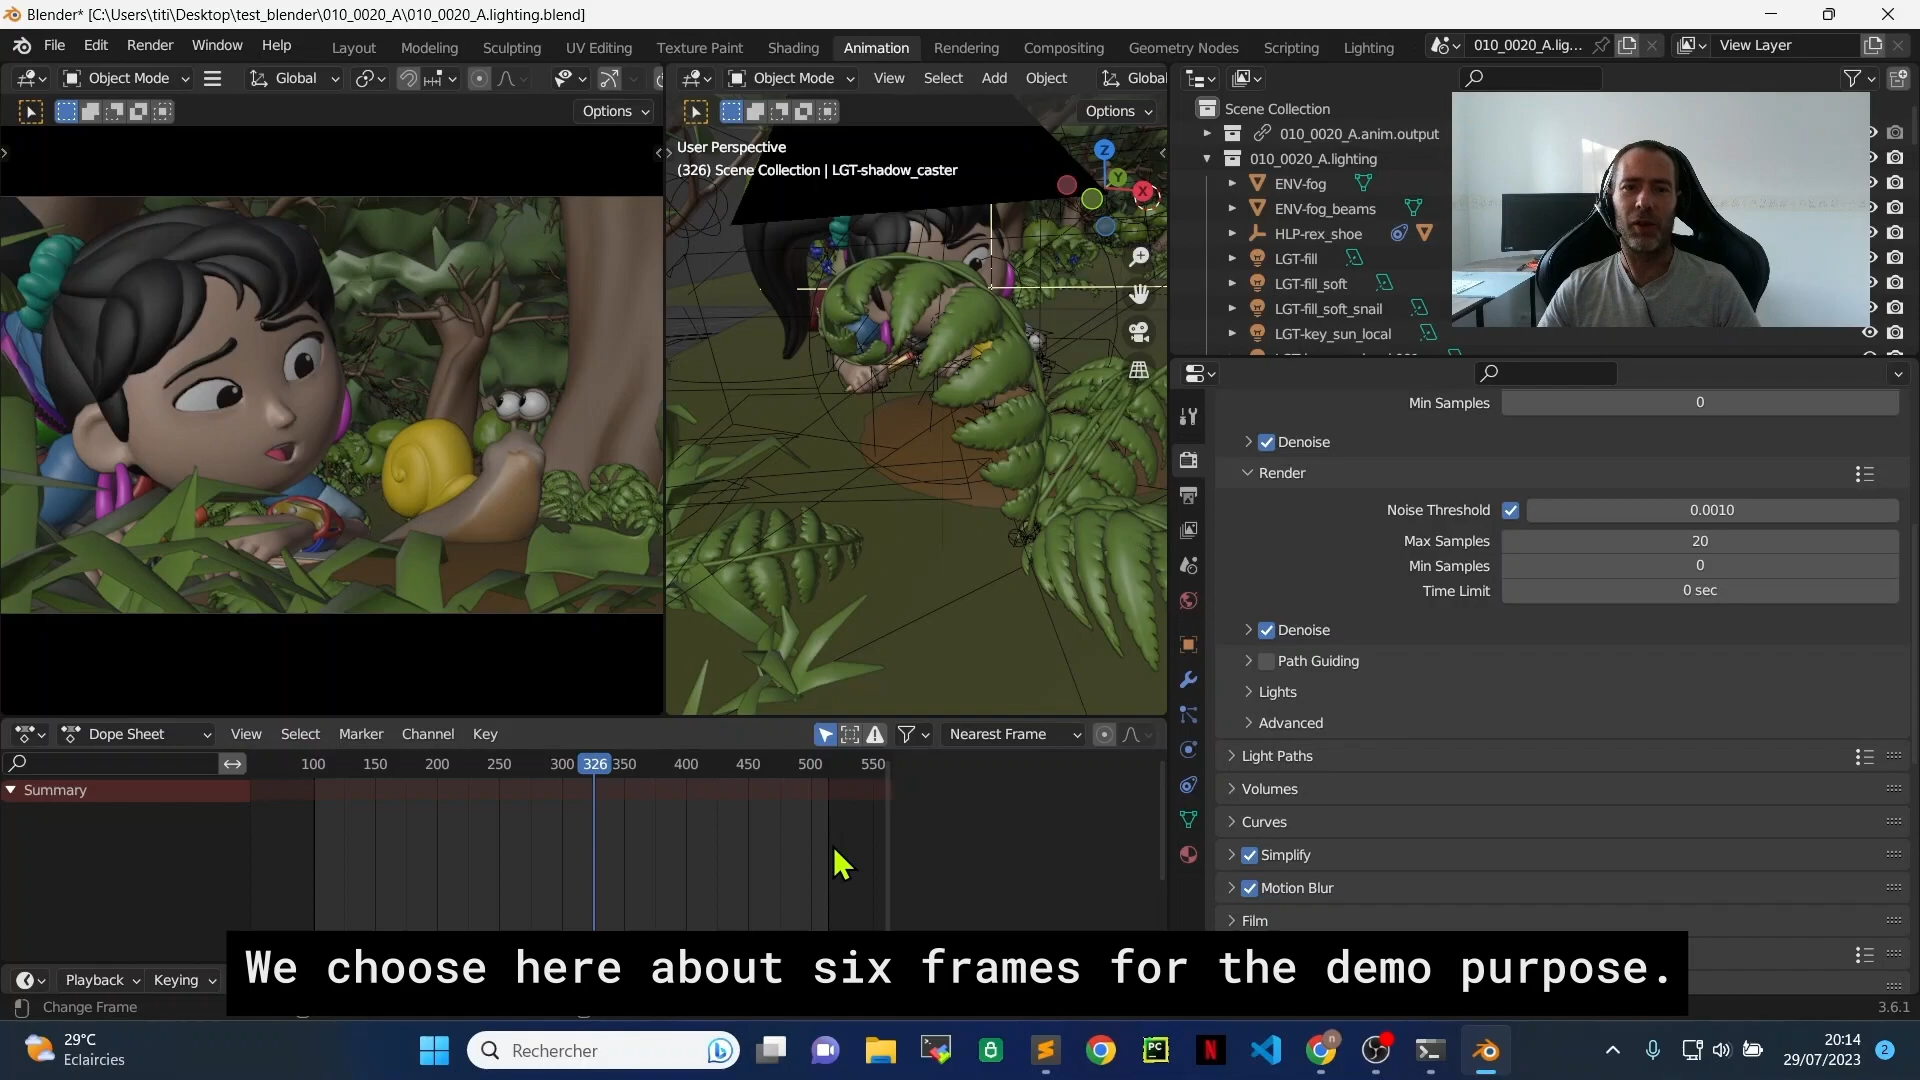 Blender* [C:\Users\titi\Desktop\test_blender\010_0020_A\010_0020_A.lighting.blend]
File Edit Render Window Help Layout Modeling Sculpting UV Editing Texture Paint Shading Animation Rendering Compositing Geometry Nodes Scripting Lighting 010_0020_A.lig... View Layer
Object Mode Global Object Mode View Select Add Object Global
Options Options
User Perspective
(326) Scene Collection | LGT-shadow_caster
Z
Y
X
Scene Collection
010_0020_A.anim.output
010_0020_A.lighting
ENV-fog
ENV-fog_beams
HLP-rex_shoe
LGT-fill
LGT-fill_soft
LGT-fill_soft_snail
LGT-key_sun_local
Min Samples 0
Denoise
Render
Noise Threshold 0.0010
Max Samples 20
Min Samples 0
Time Limit 0 sec
Denoise
Path Guiding
Lights
Advanced
Light Paths
Volumes
Curves
Simplify
Motion Blur
Film
Dope Sheet View Select Marker Channel Key Nearest Frame
100 150 200 250 300 326 350 400 450 500 550
Summary
We choose here about six frames for the demo purpose.
Playback Keying
Change Frame 3.6.1
29°C
Eclaircies
Rechercher
PC
N
n
20:14
29/07/2023
2